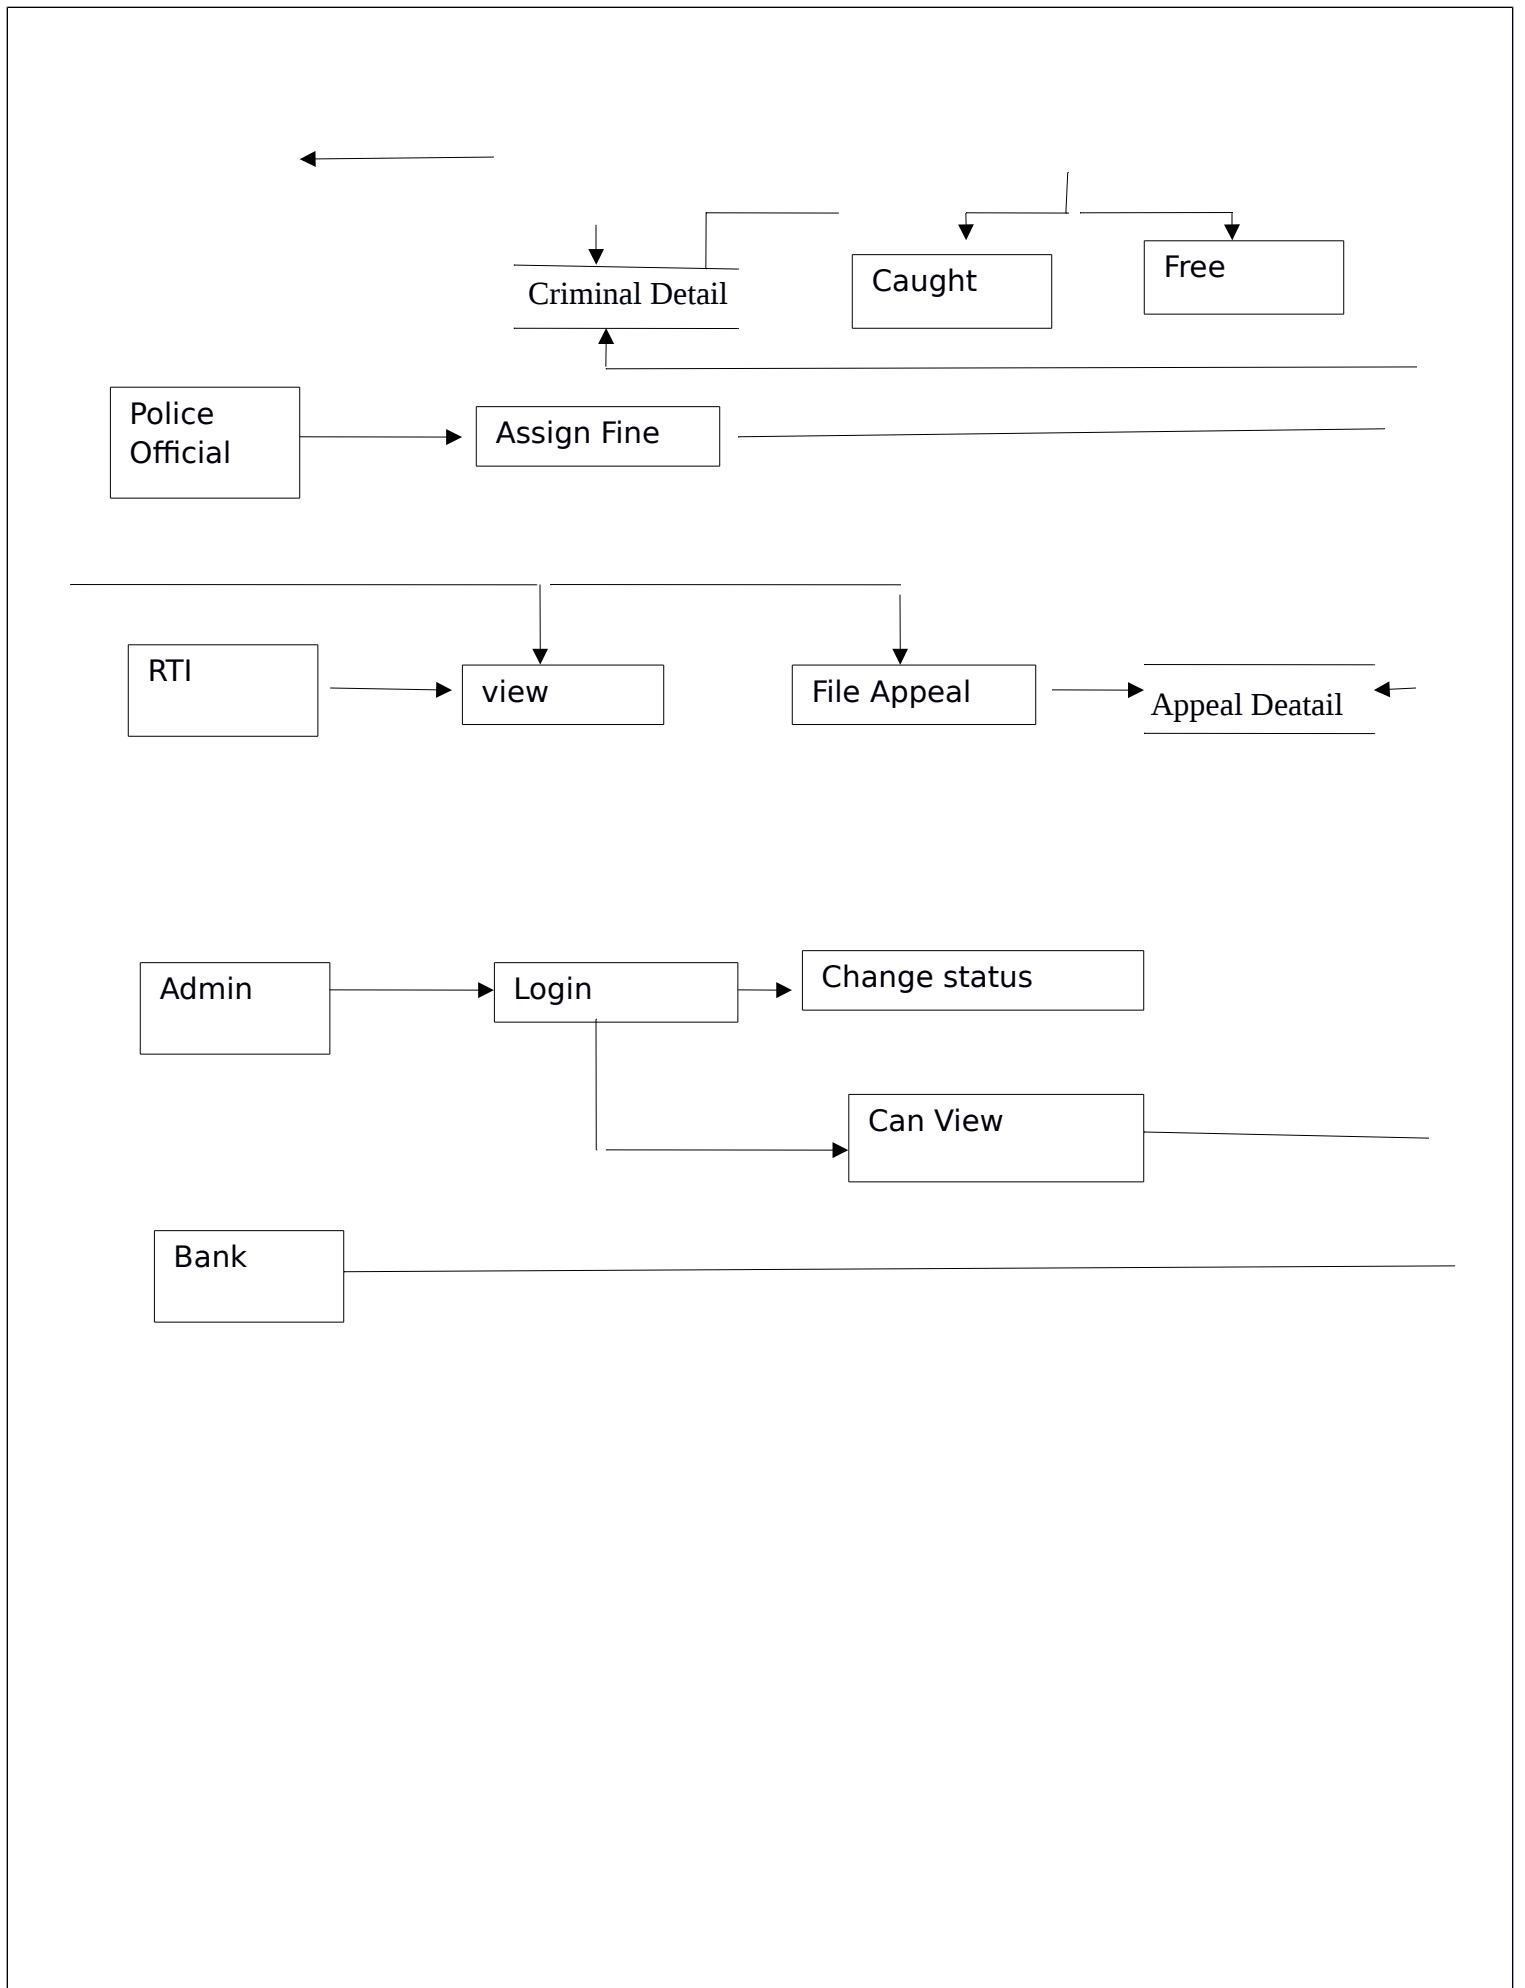 Free
Caught
Criminal Detail
Police
Official
Assign Fine
RTI
view
File Appeal
Appeal Deatail
Admin
Login
Change status
Can View
Bank